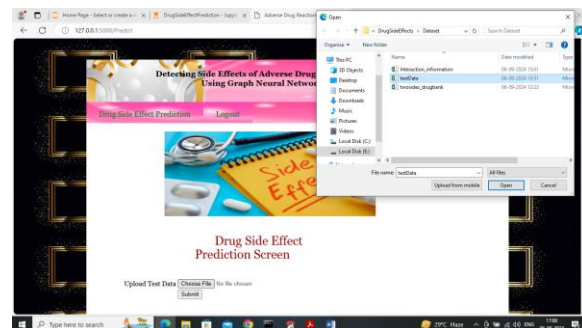 Home Page - Select or create a n
DrugSideEffectPrediction - Jupyt
Adverse Drug Reaction
127.0.0.1:5000/Predict
Detecting Side Effects of Adverse Drug
Using Graph Neural Networ
Drug Side Effect Prediction
Logout
Side
Effe
Drug Side Effect
Prediction Screen
Upload Test Data
Choose File
No file chosen
Submit
Open
DrugSideEffects
Dataset
Search Dataset
Organize
New folder
This PC
3D Objects
Desktop
Documents
Downloads
Music
Pictures
Videos
Local Disk (C:)
Local Disk (E:)
Name
Date modified
Type
interaction_information
06-09-2024 15:01
testData
06-09-2024 15:51
twosides_drugbank
06-09-2024 12:23
File name:
testData
All files
Upload from mobile
Open
Cancel
Type here to search
29°C Haze
ENG
17:00